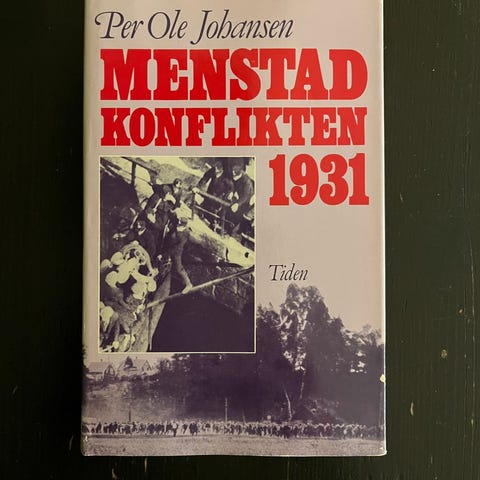 Per Ole Johansen
MENSTAD
KONFLIKTEN
1931
Tiden